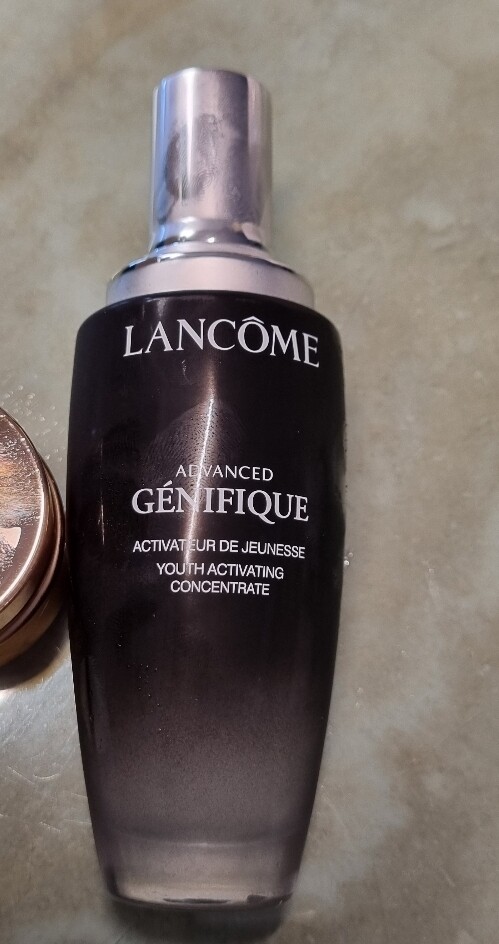 LANCÔME
ADVANCED
GÉNIFIQUE
ACTIVATEUR DE JEUNESSE
YOUTH ACTIVATING
CONCENTRATE